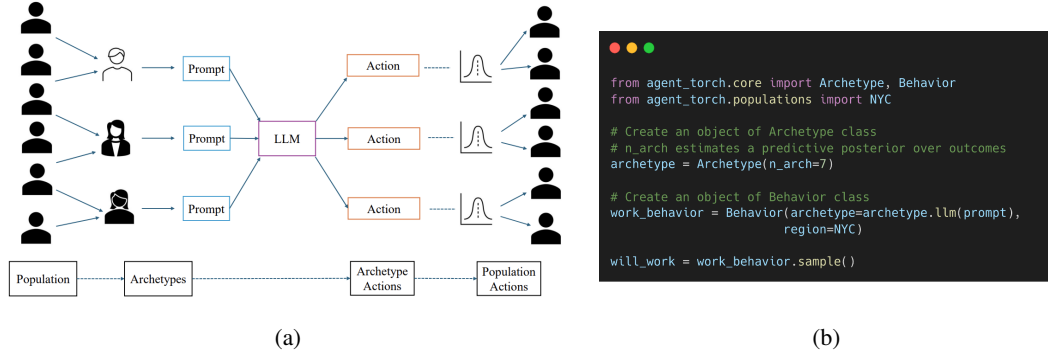 Prompt
Action
Prompt
LLM
Action
Prompt
Action
Population
Archetypes
Archetype
Actions
Population
Actions
(a)
from agent_torch.core import Archetype, Behavior
from agent_torch.populations import NYC
# Create an object of Archetype class
# n_arch estimates a predictive posterior over outcomes
archetype = Archetype(n_arch=7)
# Create an object of Behavior class
work_behavior = Behavior(archetype=archetype.llm(prompt),
region=NYC)
will_work = work_behavior.sample()
(b)